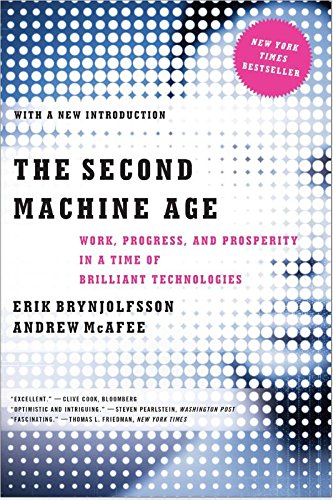 NEW YORK
TIMES
BESTSELLER
WITH A NEW INTRODUCTION
THE SECOND
MACHINE AGE
WORK, PROGRESS, AND PROSPERITY
IN A TIME OF
BRILLIANT TECHNOLOGIES
ERIK BRYNJOLFSSON
ANDREW McAFEE
"EXCELLENT." —CLIVE COOK, BLOOMBERG
"OPTIMISTIC AND INTRIGUING." —STEVEN PEARLSTEIN, WASHINGTON POST
"FASCINATING." —THOMAS L. FRIEDMAN, NEW YORK TIMES